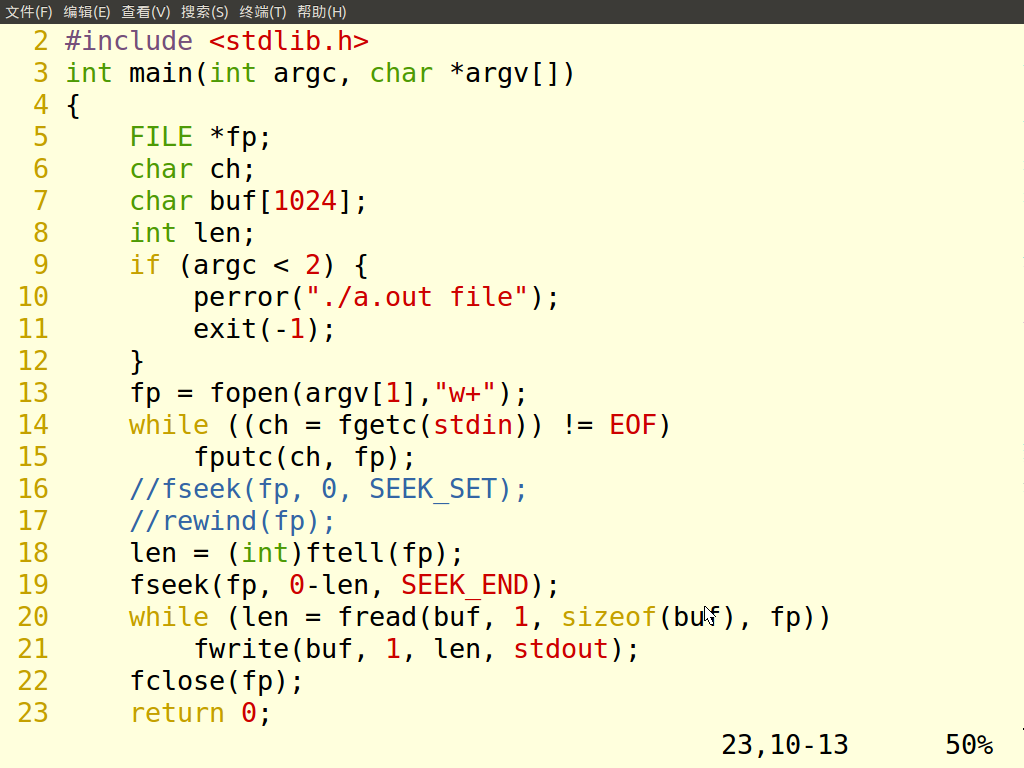 文件(F) 编辑(E) 查看(V) 搜索(S) 终端(T) 帮助(H)
2 #include <stdlib.h>
3 int main(int argc, char *argv[])
4 {
5     FILE *fp;
6     char ch;
7     char buf[1024];
8     int len;
9     if (argc < 2) {
10         perror("./a.out file");
11         exit(-1);
12     }
13     fp = fopen(argv[1],"w+");
14     while ((ch = fgetc(stdin)) != EOF)
15         fputc(ch, fp);
16     //fseek(fp, 0, SEEK_SET);
17     //rewind(fp);
18     len = (int)ftell(fp);
19     fseek(fp, 0-len, SEEK_END);
20     while (len = fread(buf, 1, sizeof(buf), fp))
21         fwrite(buf, 1, len, stdout);
22     fclose(fp);
23     return 0;
23,10-13 50%